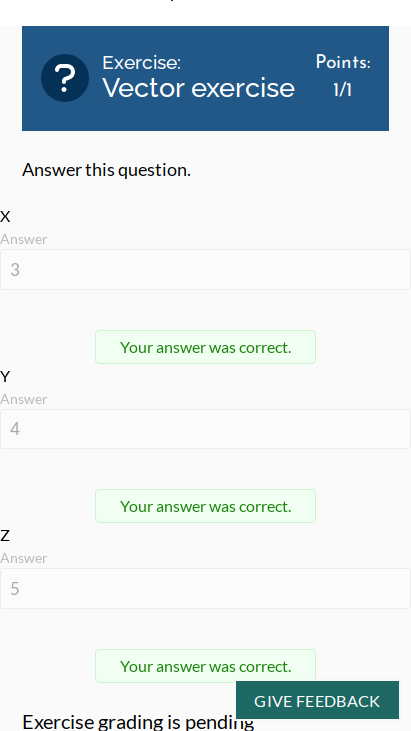 Exercise:
Vector exercise
Points:
1/1
Answer this question.
X
Answer
3
Your answer was correct.
Y
Answer
4
Your answer was correct.
Z
Answer
5
Your answer was correct.
GIVE FEEDBACK
Exercise grading is pending